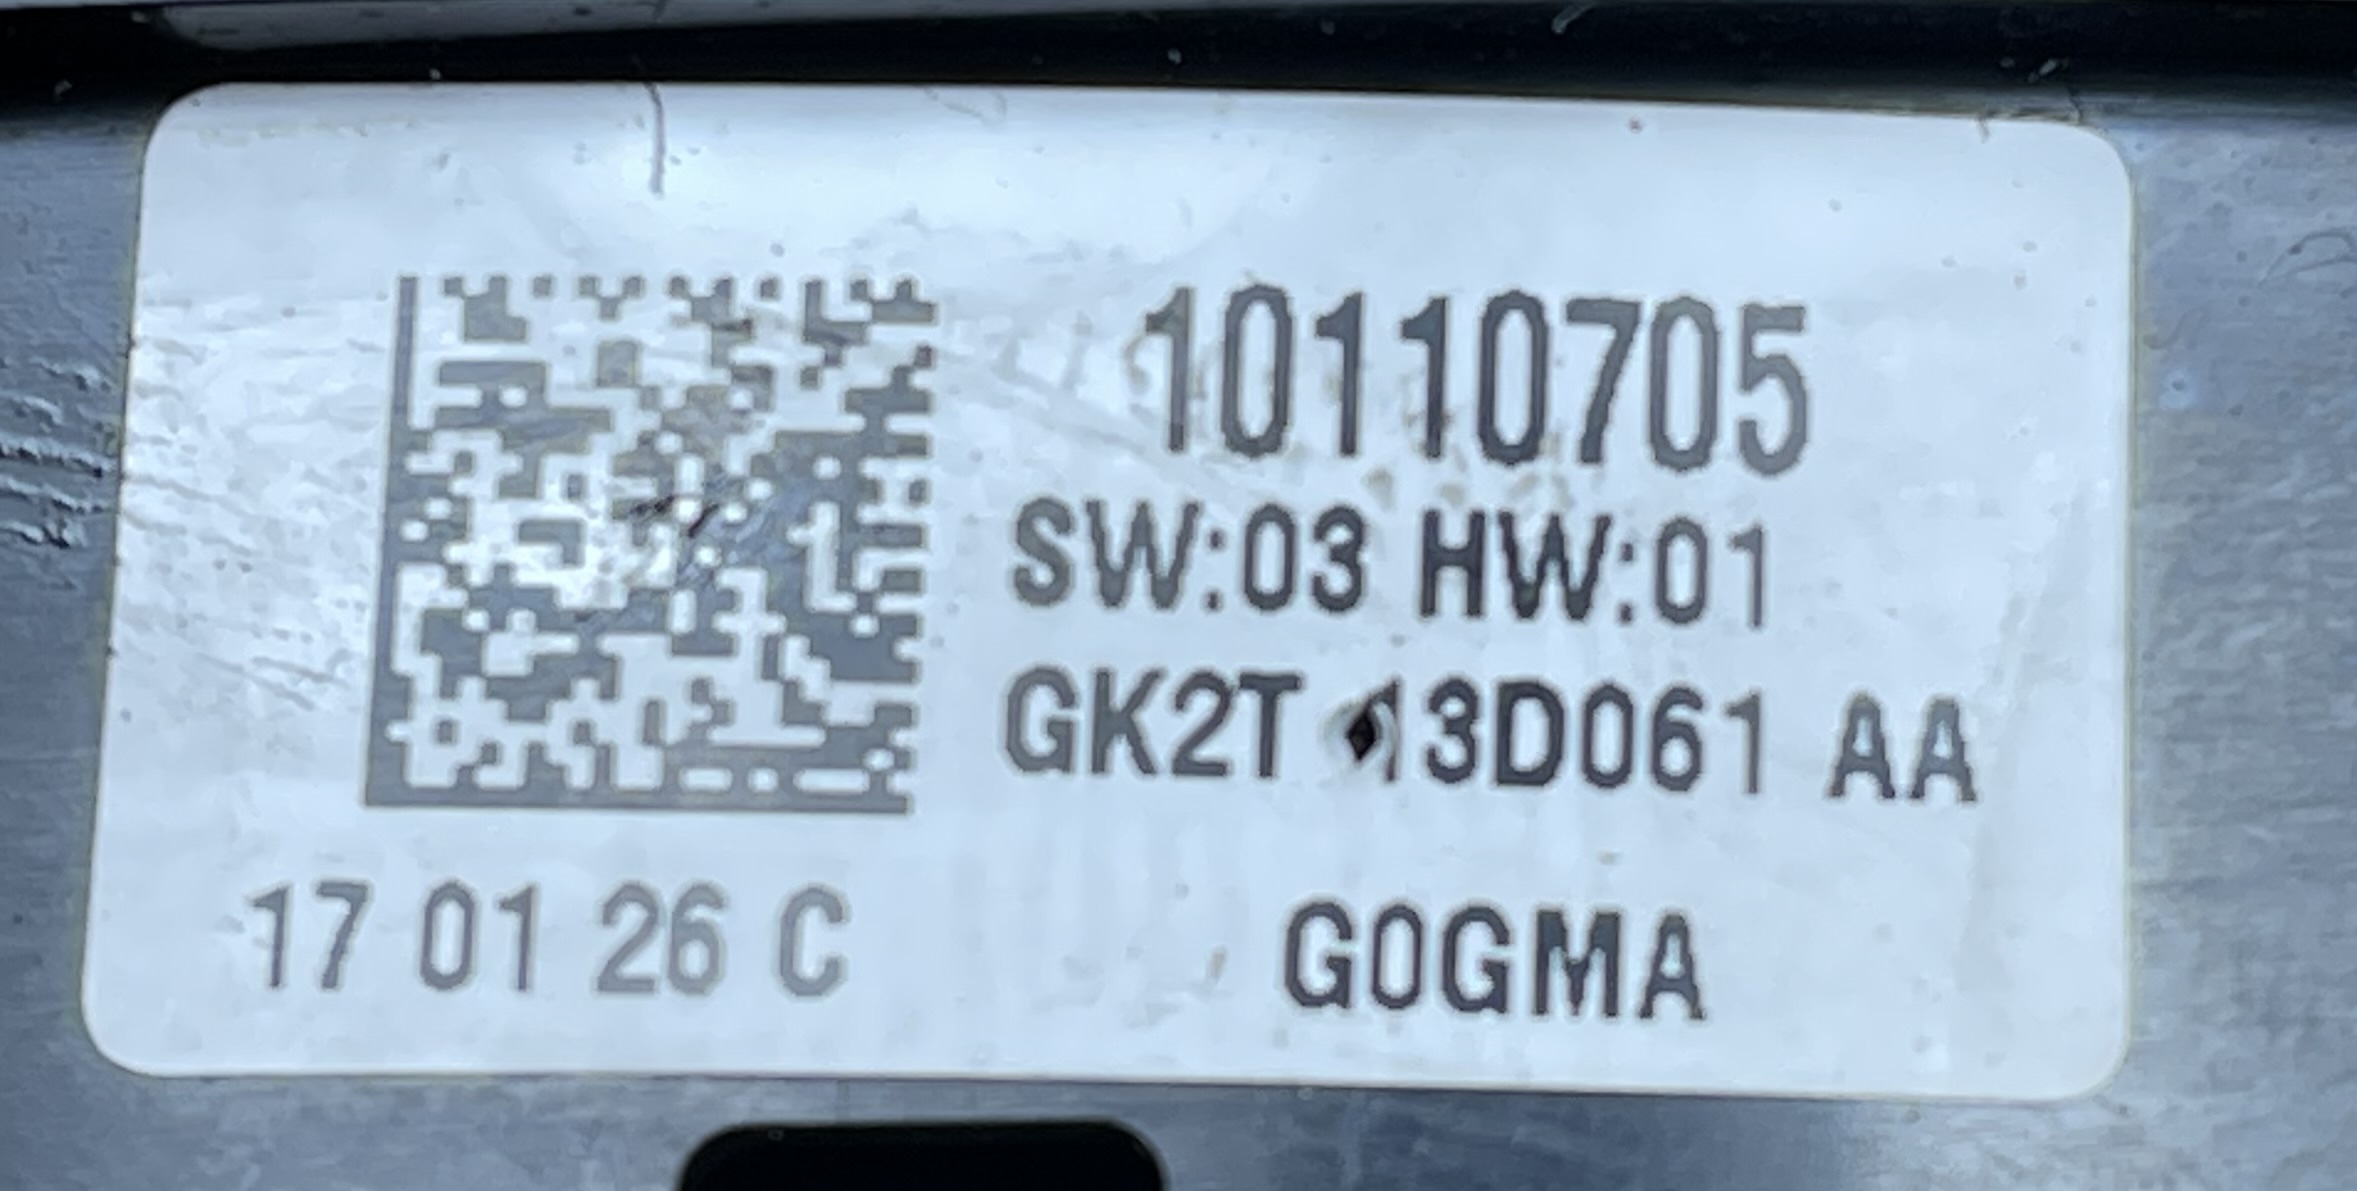 10110705
SW:03 HW:01
GK2T 13D061 AA
17 01 26 C
G0GMA